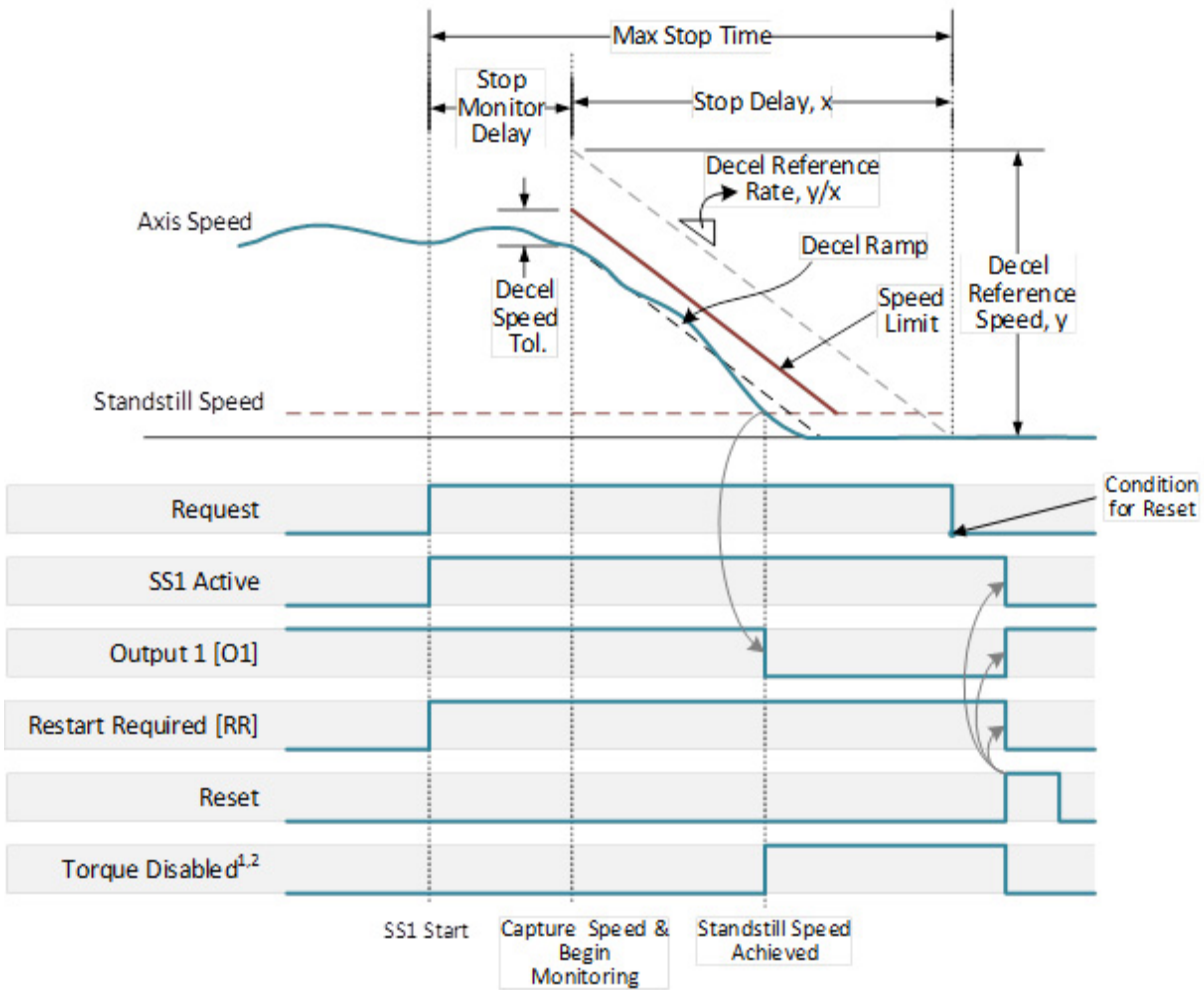 Max Stop Time
Stop
Monitor
Delay
Stop Delay, x
Decel Reference
Rate, y/x
Axis Speed
Decel Ramp
Decel
Speed
Tol.
Speed
Limit
Decel
Reference
Speed, y
Standstill Speed
Condition
for Reset
Request
SS1 Active
Output 1 [O1]
Restart Required [RR]
Reset
Torque Disabled1,2
SS1 Start
Capture Speed &
Begin
Monitoring
Standstill Speed
Achieved